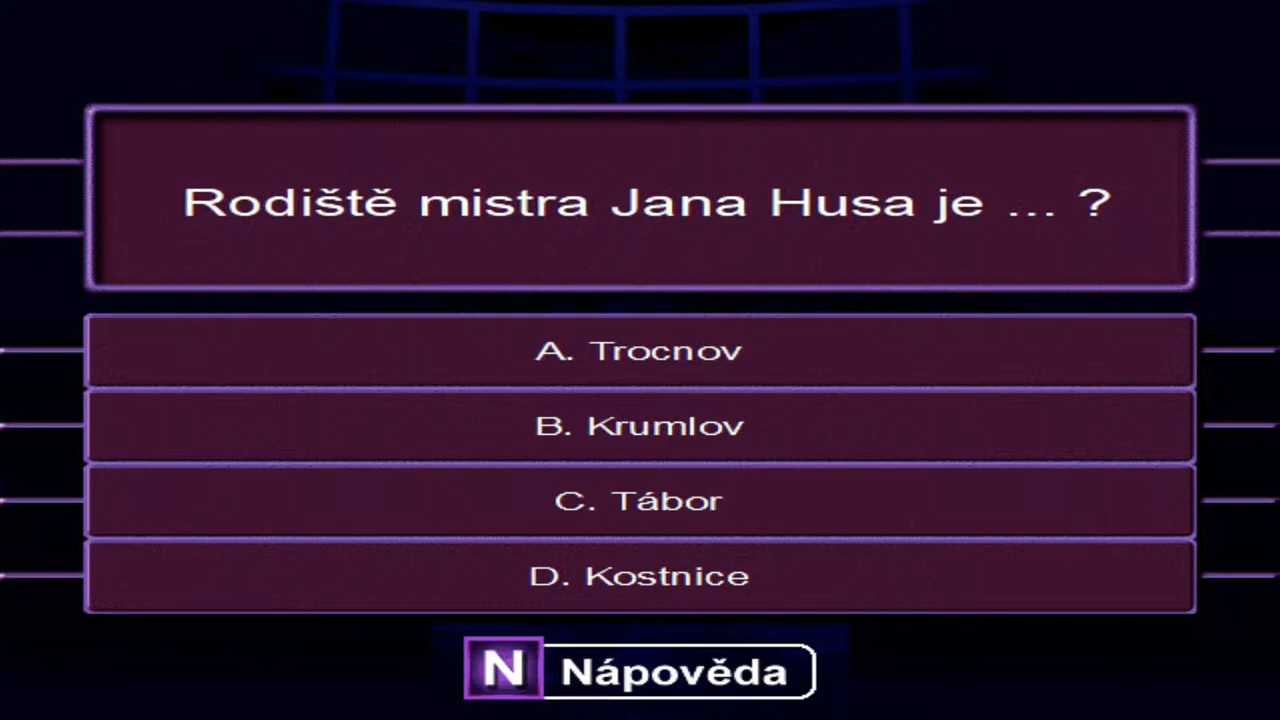 Rodiště mistra Jana Husa je ... ?
A. Trocnov
B. Krumlov
C. Tábor
D. Kostnice
N Nápověda